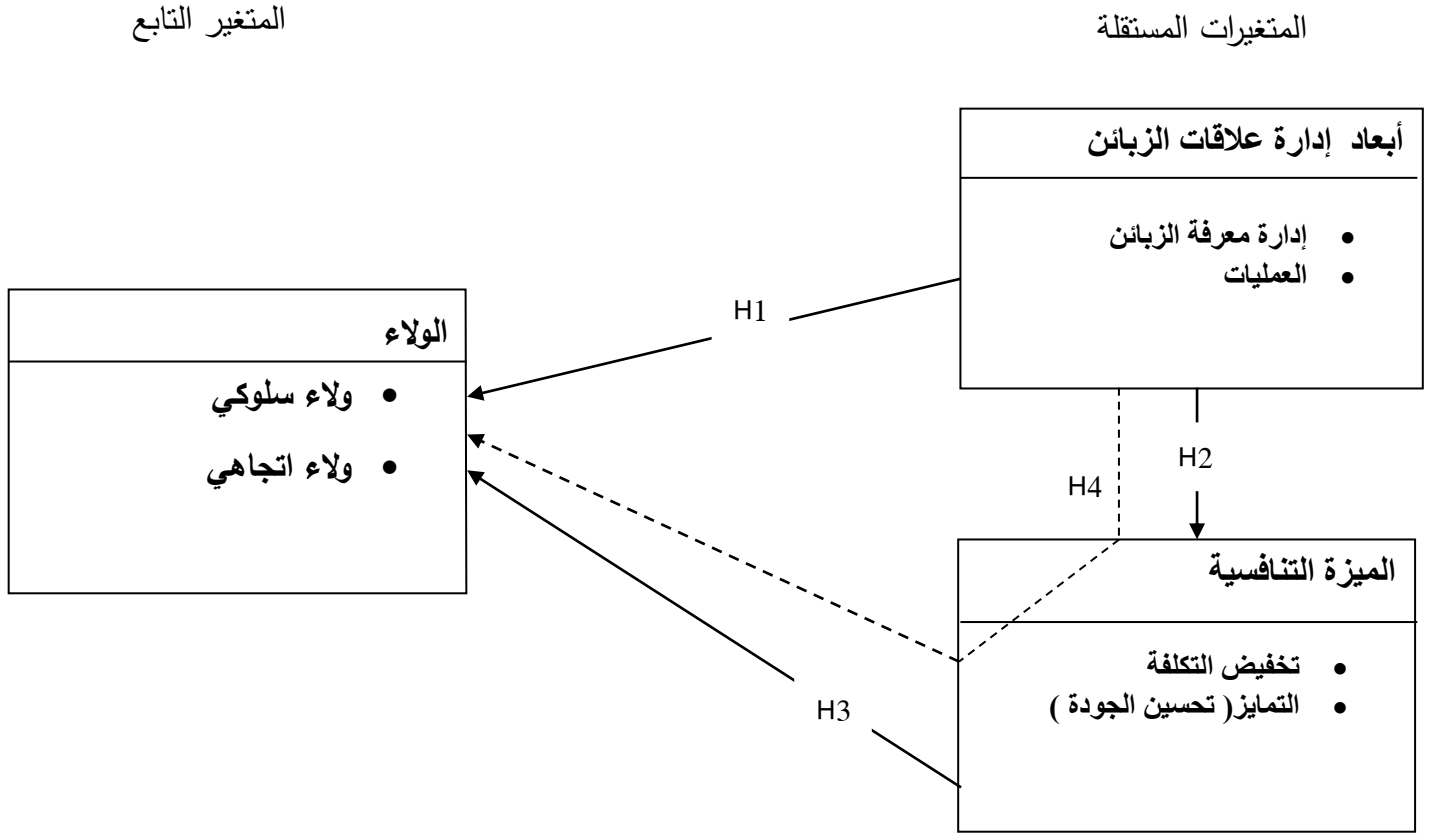 المتغيرات المستقلة
المتغير التابع
أبعاد إدارة علاقات الزبائن
إدارة معرفة الزبائن
العمليات
H1
الولاء
ولاء سلوكي
ولاء اتجاهي
H2
H4
الميزة التنافسية
تخفيض التكلفة
التمايز( تحسين الجودة )
H3